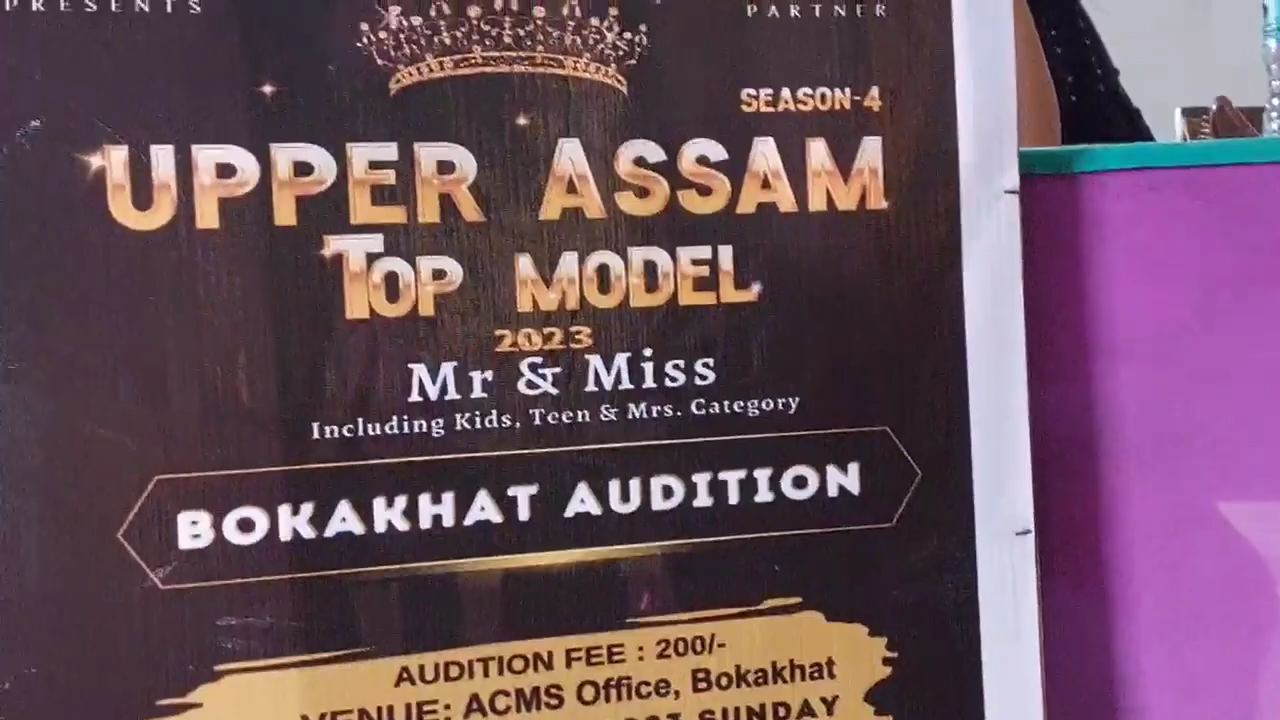 PRESENTS
PARTNER
SEASON-4
UPPER ASSAM
TOP MODEL
2023
Mr & Miss
Including Kids, Teen & Mrs. Category
BOKAKHAT AUDITION
AUDITION FEE : 200/-
VENUE: ACMS Office, Bokakhat
SUNDAY